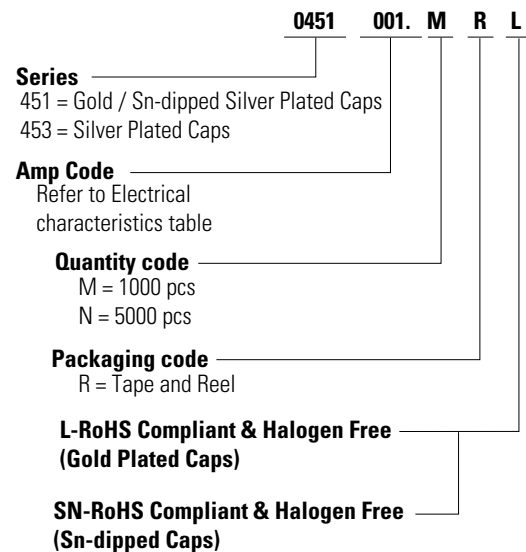 0451 001. M R L
Series
451 = Gold / Sn-dipped Silver Plated Caps
453 = Silver Plated Caps
Amp Code
Refer to Electrical
characteristics table
Quantity code
M = 1000 pcs
N = 5000 pcs
Packaging code
R = Tape and Reel
L-RoHS Compliant & Halogen Free
(Gold Plated Caps)
SN-RoHS Compliant & Halogen Free
(Sn-dipped Caps)